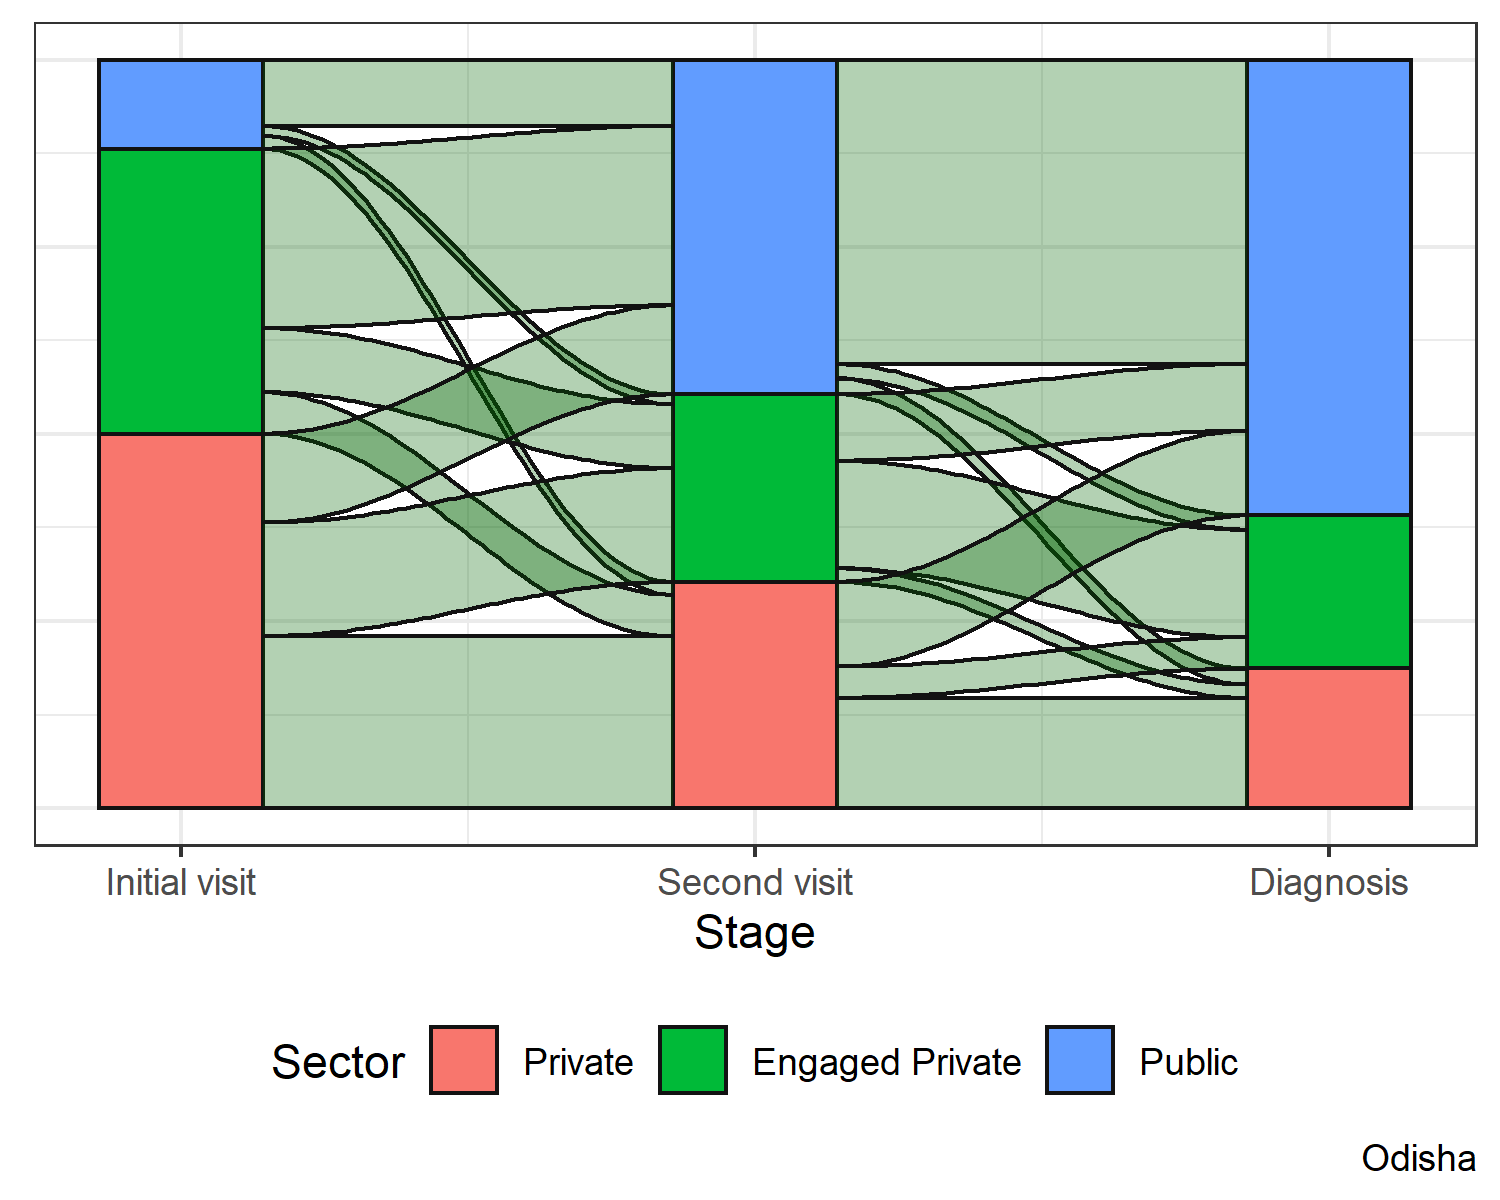 Initial visit Second visit Diagnosis
Stage
Sector Private Engaged Private Public
Odisha